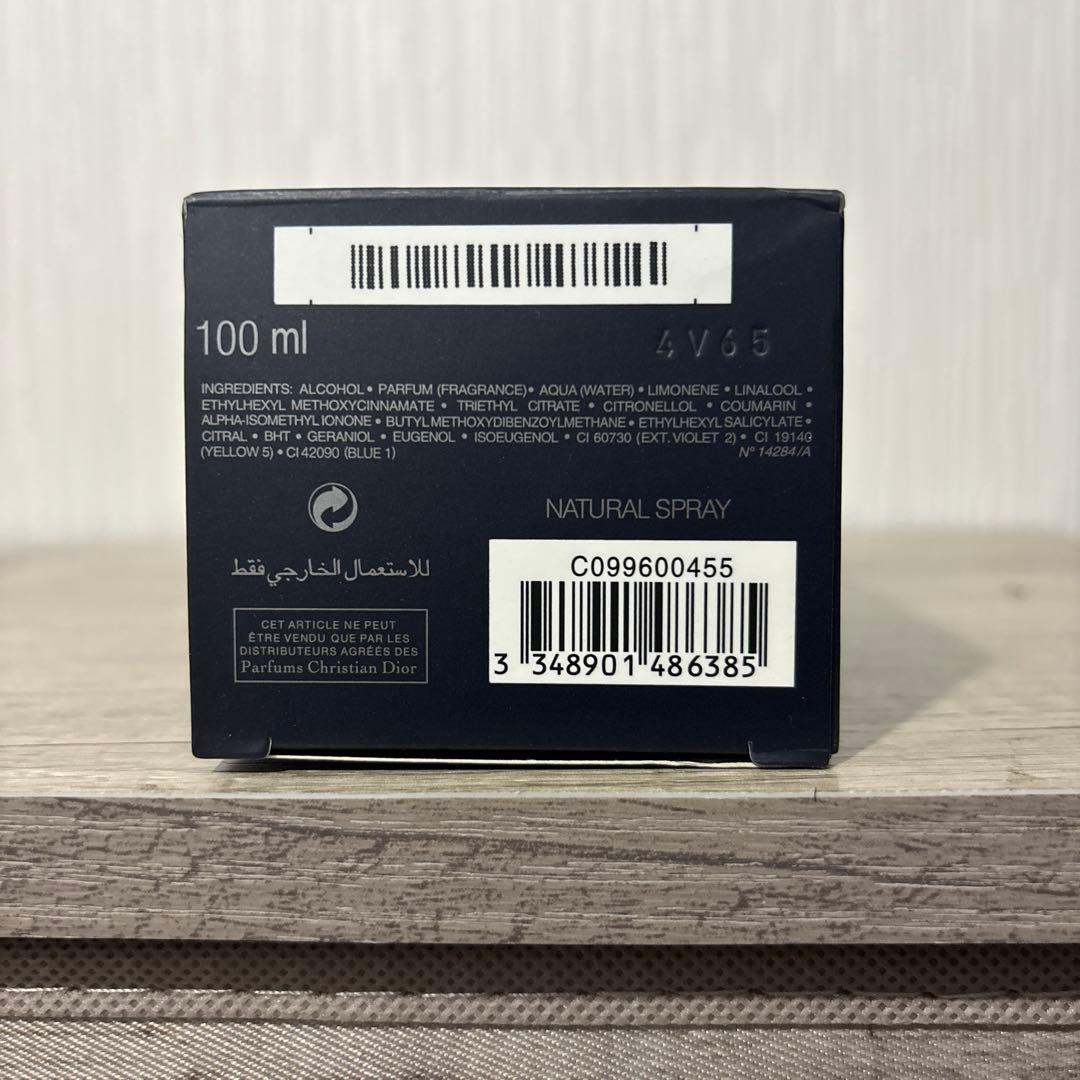 100 ml
4V65
INGREDIENTS: ALCOHOL • PARFUM (FRAGRANCE) • AQUA (WATER) • LIMONENE • LINALOOL •
ETHYLHEXYL METHOXYCINNAMATE • TRIETHYL CITRATE • CITRONELLOL • COUMARIN •
ALPHA-ISOMETHYL IONONE • BUTYL METHOXYDIBENZOYLMETHANE • ETHYLHEXYL SALICYLATE •
CITRAL • BHT • GERANIOL • EUGENOL • ISOEUGENOL • CI 60730 (EXT. VIOLET 2) • CI 19140
(YELLOW 5) • CI 42090 (BLUE 1)
N° 14284/A
NATURAL SPRAY
للاستعمال الخارجي فقط
CET ARTICLE NE PEUT
ÊTRE VENDU QUE PAR LES
DISTRIBUTEURS AGRÉÉS DES
Parfums Christian Dior
C099600455
3 348901 486385